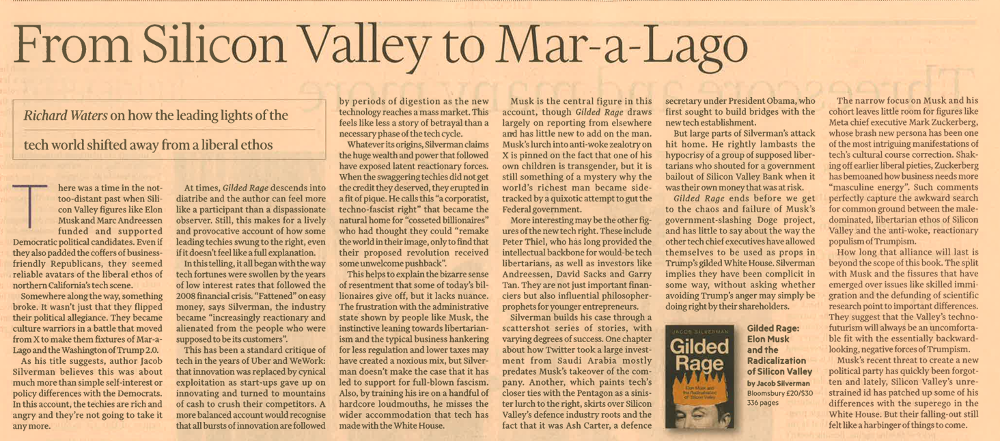 From Silicon Valley to Mar-a-Lago
Richard Waters on how the leading lights of the
tech world shifted away from a liberal ethos
There was a time in the not-
too-distant past when Sili-
con Valley figures like Elon
Musk and Marc Andreessen
funded and supported
Democratic political candidates. Even if
they also padded the coffers of business-
friendly Republicans, they seemed
reliable avatars of the liberal ethos of
northern California’s tech scene.
Somewhere along the way, something
broke. It wasn’t just that they flipped
their political allegiance. They became
culture warriors in a battle that moved
from X to make them fixtures of Mar-a-
Lago and the Washington of Trump 2.0.
As his title suggests, author Jacob
Silverman believes this was about
much more than simple self-interest or
policy differences with the Democrats.
In this account, the techies are rich and
angry and they’re not going to take it
any more.
At times, Gilded Rage descends into
diatribe and the author can feel more
like a participant than a dispassionate
observer. Still, this makes for a lively
and provocative account of how some
leading techies swung to the right, even
if it doesn’t feel like a full explanation.
In this telling, it all began with the way
tech fortunes were swollen by the years
of low interest rates that followed the
2008 financial crisis. “Fattened” on easy
money, says Silverman, the industry
became “increasingly reactionary and
alienated from the people who were
supposed to be its customers”.
This has been a standard critique of
tech in the years of Uber and WeWork:
that innovation was replaced by cynical
exploitation as start-ups gave up on
innovating and turned to mountains
of cash to crush their competitors. A
more balanced account would recognise
that all bursts of innovation are followed
by periods of digestion as the new
technology reaches a mass market. This
feels like less a story of betrayal than a
necessary phase of the tech cycle.
Whatever its origins, Silverman claims
the huge wealth and power that followed
have exposed latent reactionary forces.
When the swaggering techies did not get
the credit they deserved, they erupted in
a fit of pique. He calls this “a corporatist,
techno-fascist right” that became the
natural home for “cosseted billionaires”
who had thought they could “remake
the world in their image, only to find that
their proposed revolution received
some unwelcome pushback”.
This helps to explain the bizarre sense
of resentment that some of today’s bil-
lionaires give off, but it lacks nuance.
The frustration with the administrative
state shown by people like Musk, the
instinctive leaning towards libertarian-
ism and the typical business hankering
for less regulation and lower taxes may
have created a noxious mix, but Silver-
man doesn’t make the case that it has
led to support for full-blown fascism.
Also, by training his ire on a handful of
hardcore loudmouths, he misses the
wider accommodation that tech has
made with the White House.
Musk is the central figure in this
account, though Gilded Rage draws
largely on reporting from elsewhere
and has little new to add on the man.
Musk’s lurch into anti-woke zealotry on
X is pinned on the fact that one of his
own children is transgender, but it is
still something of a mystery why the
world’s richest man became side-
tracked by a quixotic attempt to gut the
Federal government.
More interesting may be the other fig-
ures of the new tech right. These include
Peter Thiel, who has long provided the
intellectual backbone for would-be tech
libertarians, as well as investors like
Andreessen, David Sacks and Garry
Tan. They are not just important finan-
ciers but also influential philosopher-
prophets for younger entrepreneurs.
Silverman builds his case through a
scattershot series of stories, with
varying degrees of success. One chapter
about how Twitter took a large invest-
ment from Saudi Arabia mostly
predates Musk’s takeover of the com-
pany. Another, which paints tech’s
closer ties with the Pentagon as a sinis-
ter lurch to the right, skirts over Silicon
Valley’s defence industry roots and the
fact that it was Ash Carter, a defence
secretary under President Obama, who
first sought to build bridges with the
new tech establishment.
But large parts of Silverman’s attack
hit home. He rightly lambasts the
hypocrisy of a group of supposed liber-
tarians who shouted for a government
bailout of Silicon Valley Bank when it
was their own money that was at risk.
Gilded Rage ends before we get
to the chaos and failure of Musk’s
government-slashing Doge project,
and has little to say about the way the
other tech chief executives have allowed
themselves to be used as props in
Trump’s gilded White House. Silverman
implies they have been complicit in
some way, without asking whether
avoiding Trump’s anger may simply be
doing right by their shareholders.
JACOB SILVERMAN
Gilded
Rage
Elon Musk and
the Radicalization
of Silicon Valley
Gilded Rage:
Elon Musk
and the
Radicalization
of Silicon Valley
by Jacob Silverman
Bloomsbury £20/$30
336 pages
The narrow focus on Musk and his
cohort leaves little room for figures like
Meta chief executive Mark Zuckerberg,
whose brash new persona has been one
of the most intriguing manifestations of
tech’s cultural course correction. Shak-
ing off earlier liberal pieties, Zuckerberg
has bemoaned how business needs more
“masculine energy”. Such comments
perfectly capture the awkward search
for common ground between the male-
dominated, libertarian ethos of Silicon
Valley and the anti-woke, reactionary
populism of Trumpism.
How long that alliance will last is
beyond the scope of this book. The split
with Musk and the fissures that have
emerged over issues like skilled immi-
gration and the defunding of scientific
research point to important differences.
They suggest that the Valley’s techno-
futurism will always be an uncomforta-
ble fit with the essentially backward-
looking, negative forces of Trumpism.
Musk’s recent threat to create a new
political party has quickly been forgot-
ten and lately, Silicon Valley’s unre-
strained id has patched up some of his
differences with the superego in the
White House. But their falling-out still
felt like a harbinger of things to come.